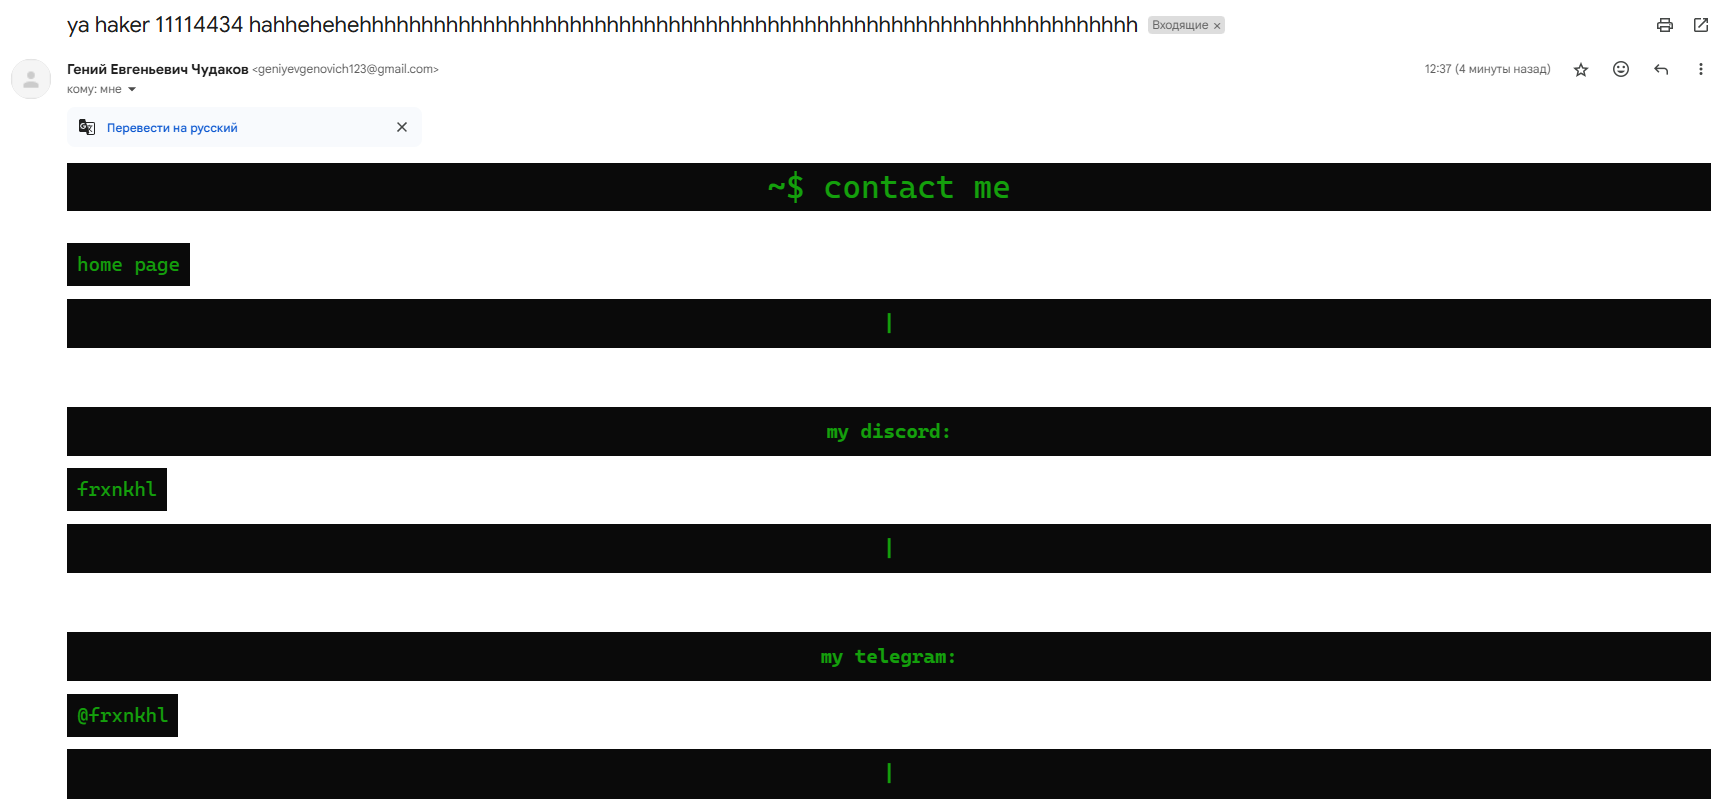 ya haker 11114434 hahhehehehhhhhhhhhhhhhhhhhhhhhhhhhhhhhhhhhhhhhhhhhhhhhhhhhhhhhhhhhhhhhhhh Входящие ×
Гений Евгеньевич Чудаков <geniyevgenovich123@gmail.com> 12:37 (4 минуты назад)
кому: мне
Перевести на русский
~$ contact me
home page
|
my discord:
frxnkhl
|
my telegram:
@frxnkhl
|